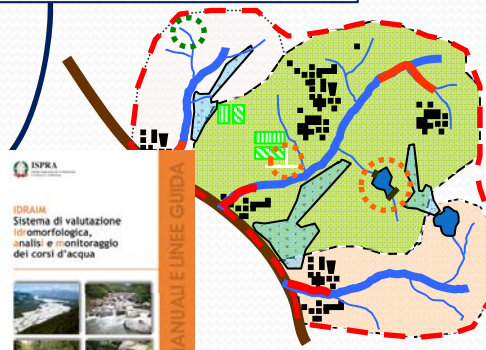 ISPRA
IDRAIM
Sistema di valutazione
idromorfologica,
analisi e monitoraggio
dei corsi d'acqua
MANUALI E LINEE GUIDA